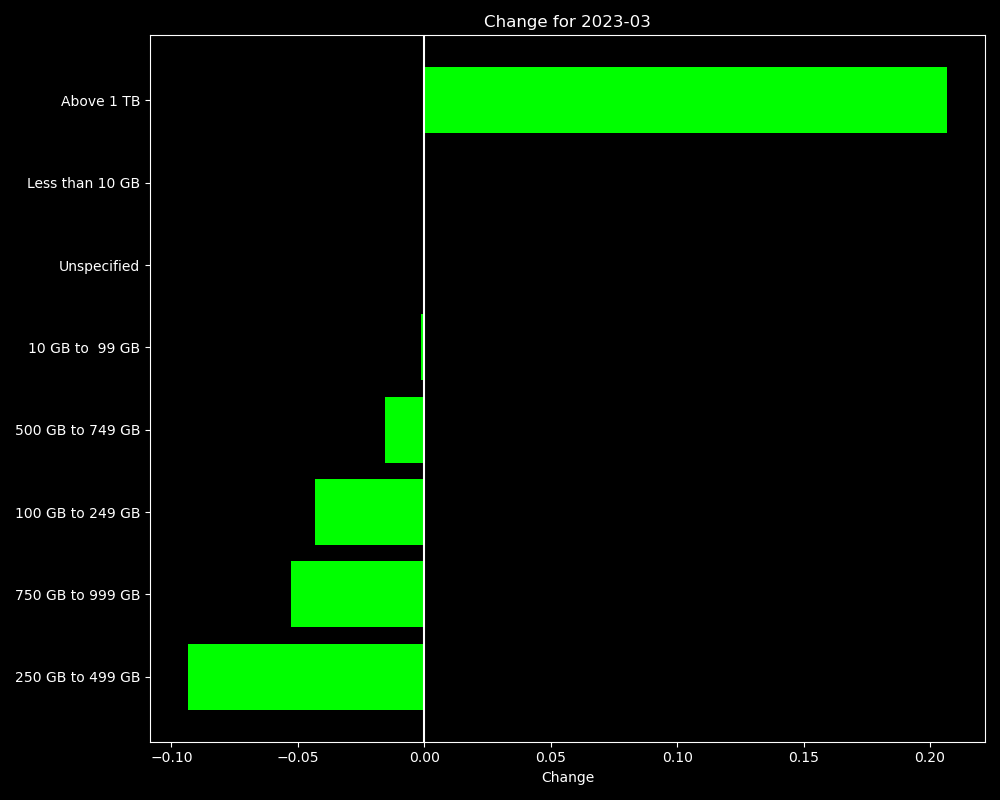 Change for 2023-03
Above 1 TB
Less than 10 GB
Unspecified
10 GB to  99 GB
500 GB to 749 GB
100 GB to 249 GB
750 GB to 999 GB
250 GB to 499 GB
−0.10 −0.05 0.00 0.05 0.10 0.15 0.20
Change